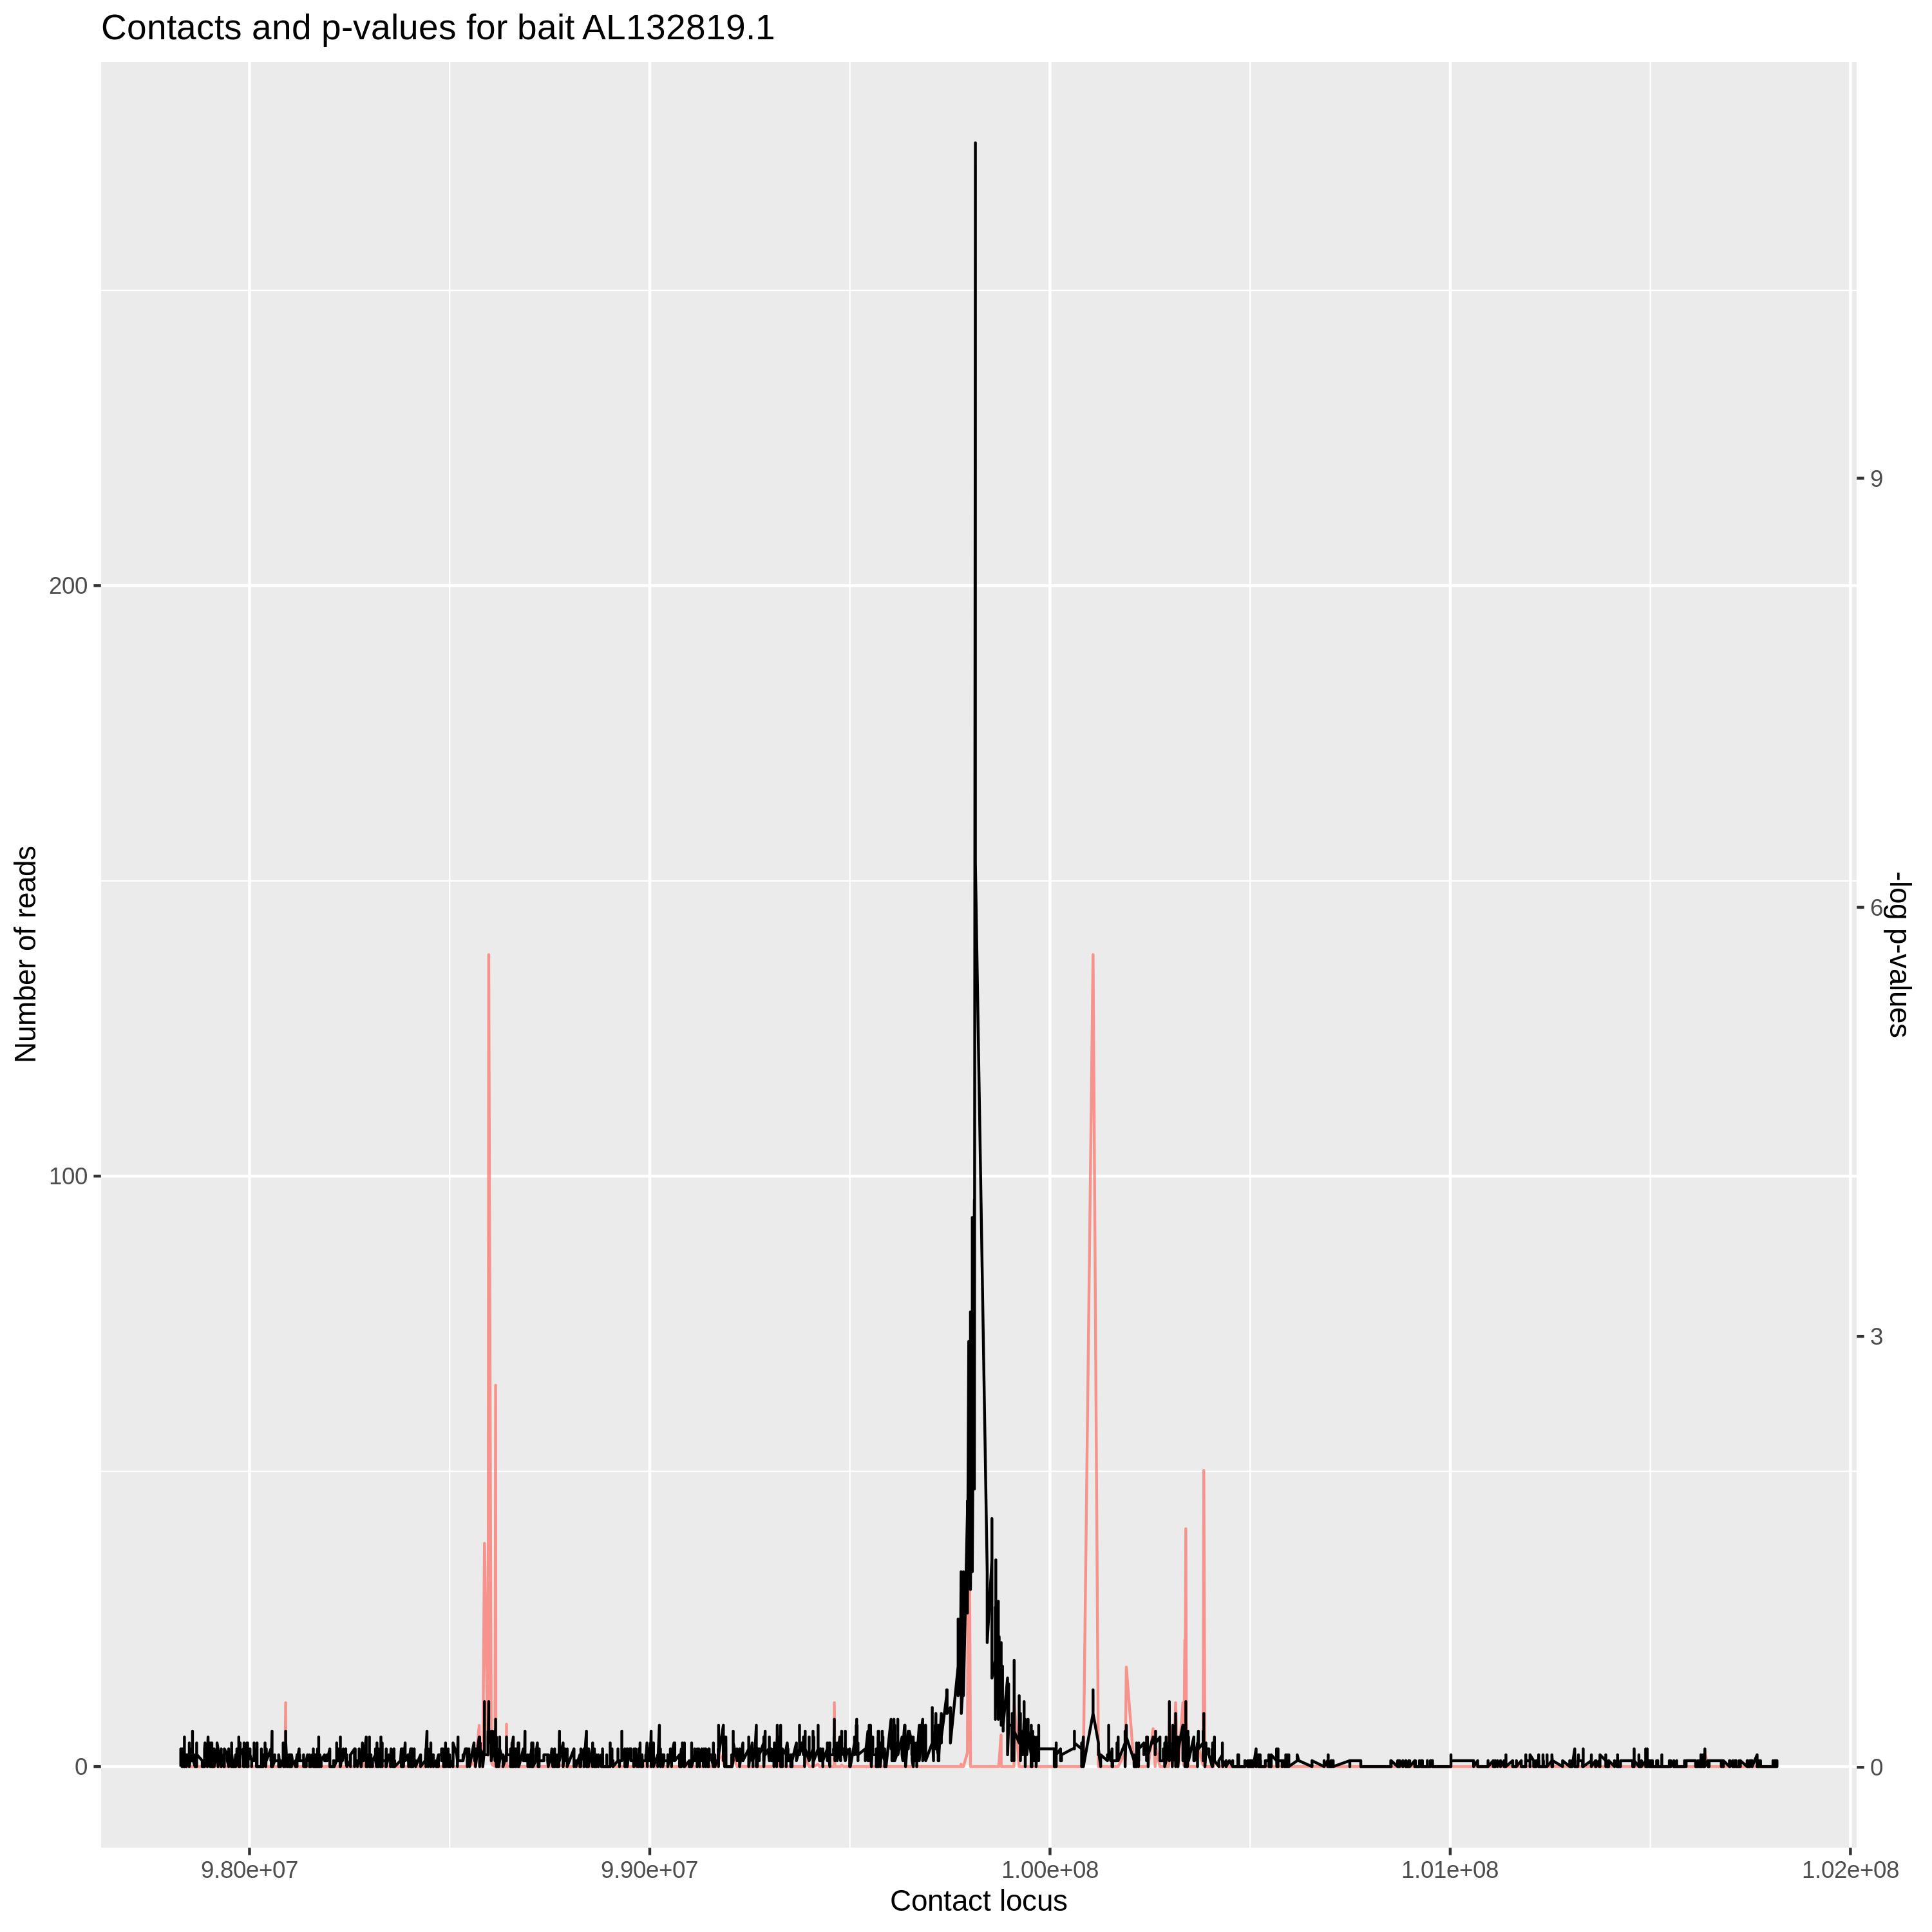 Contacts and p-values for bait AL132819.1
Number of reads
200
100
0
9
6
3
0
-log p-values
9.80e+07
9.90e+07
1.00e+08
1.01e+08
1.02e+08
Contact locus